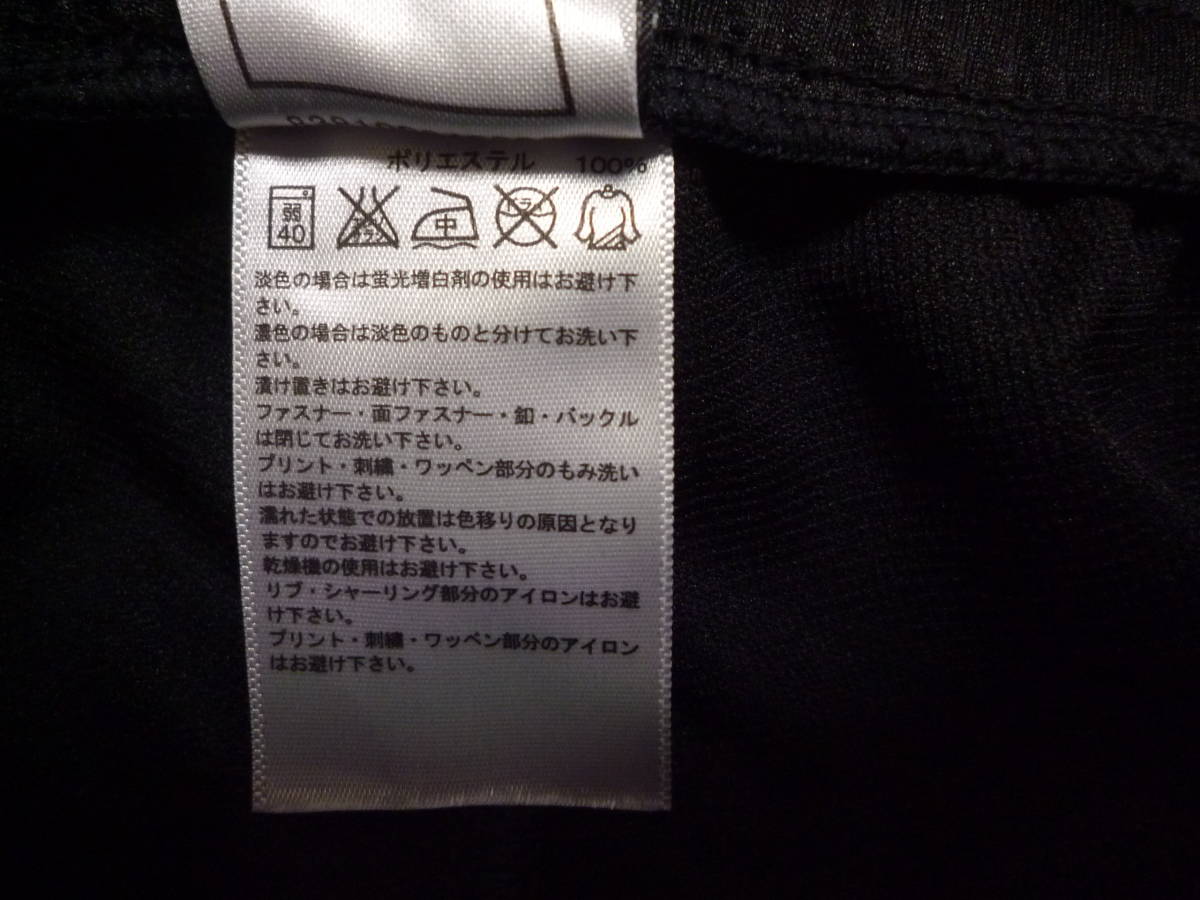 ポリエステル 100%
弱 40 中
淡色の場合は蛍光増白剤の使用はお避け下
さい。
濃色の場合は淡色のものと分けてお洗い下
さい。
漬け置きはお避け下さい。
ファスナー・面ファスナー・釦・バックル
は閉じてお洗い下さい。
プリント・刺繍・ワッペン部分のもみ洗い
はお避け下さい。
濡れた状態での放置は色移りの原因となり
ますのでお避け下さい。
乾燥機の使用はお避け下さい。
リブ・シャーリング部分のアイロンはお避
け下さい。
プリント・刺繍・ワッペン部分のアイロン
はお避け下さい。